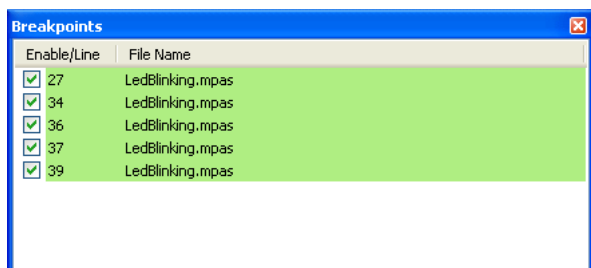 Breakpoints
Enable/Line File Name
27 LedBlinking.mpas
34 LedBlinking.mpas
36 LedBlinking.mpas
37 LedBlinking.mpas
39 LedBlinking.mpas